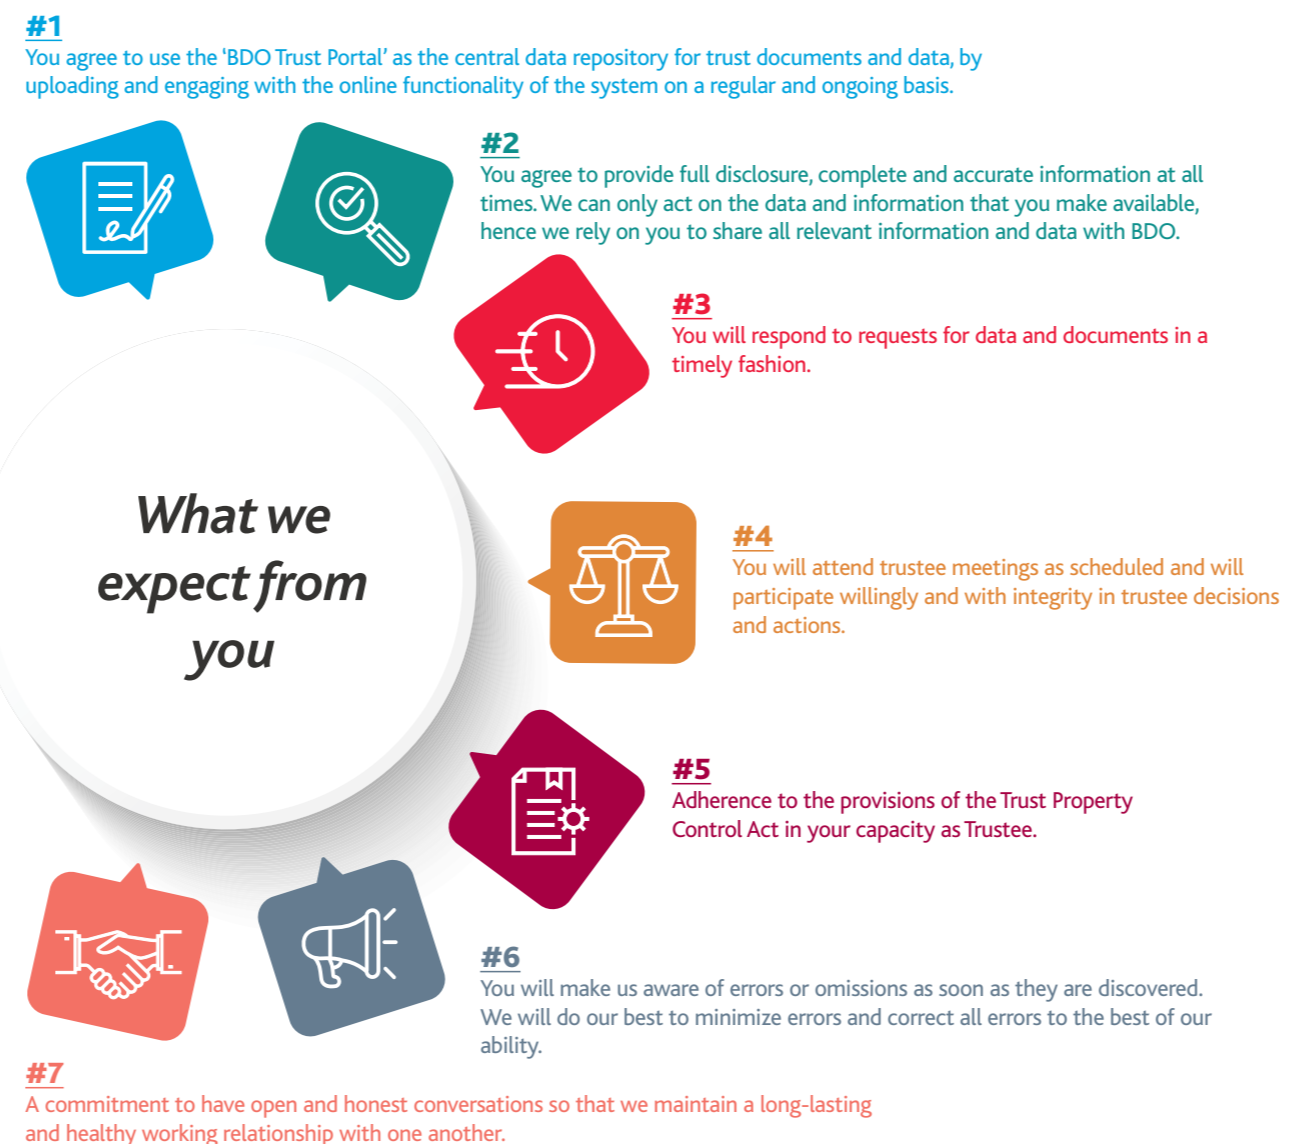 #1
You agree to use the ‘BDO Trust Portal’ as the central data repository for trust documents and data, by
uploading and engaging with the online functionality of the system on a regular and ongoing basis.
#2
You agree to provide full disclosure, complete and accurate information at all
times. We can only act on the data and information that you make available,
hence we rely on you to share all relevant information and data with BDO.
#3
You will respond to requests for data and documents in a
timely fashion.
What we
expect from
you
#4
You will attend trustee meetings as scheduled and will
participate willingly and with integrity in trustee decisions
and actions.
#5
Adherence to the provisions of the Trust Property
Control Act in your capacity as Trustee.
#6
You will make us aware of errors or omissions as soon as they are discovered.
We will do our best to minimize errors and correct all errors to the best of our
ability.
#7
A commitment to have open and honest conversations so that we maintain a long-lasting
and healthy working relationship with one another.